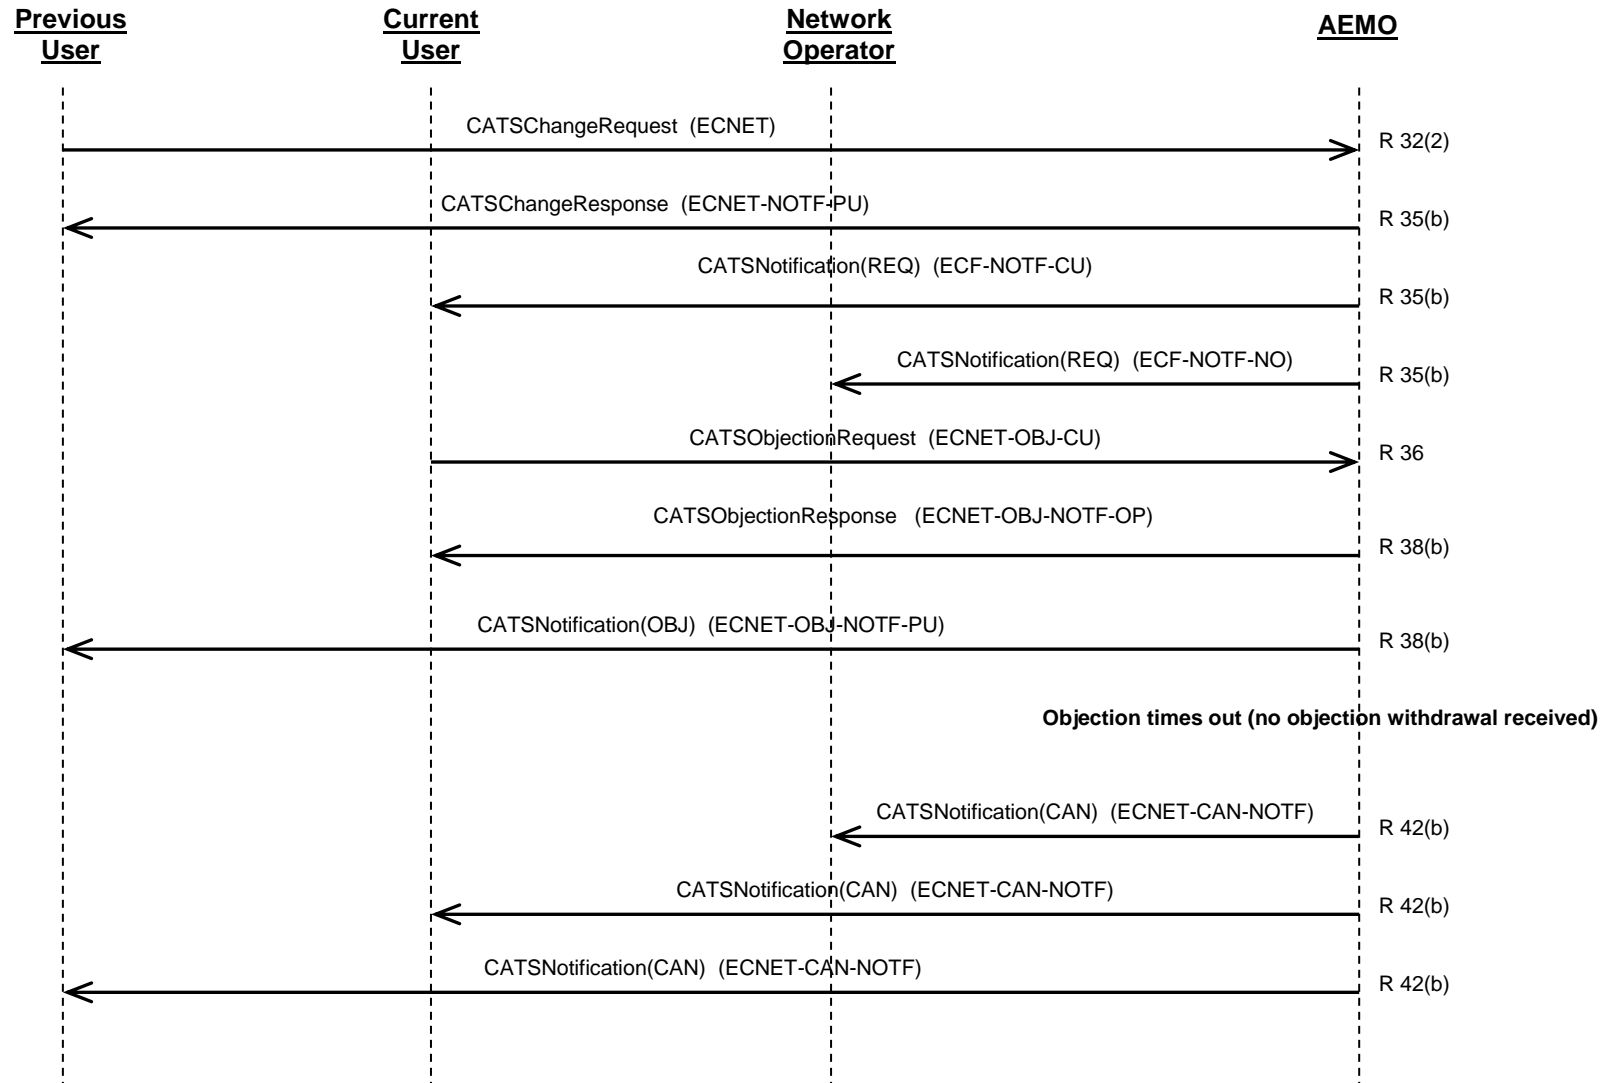 Previous
User
Current
User
Network
Operator
AEMO
CATSChangeRequest (ECNET)
R 32(2)
CATSChangeResponse (ECNET-NOTF-PU)
R 35(b)
CATSNotification(REQ) (ECF-NOTF-CU)
R 35(b)
CATSNotification(REQ) (ECF-NOTF-NO)
R 35(b)
CATSObjectionRequest (ECNET-OBJ-CU)
R 36
CATSObjectionResponse (ECNET-OBJ-NOTF-OP)
R 38(b)
CATSNotification(OBJ) (ECNET-OBJ-NOTF-PU)
R 38(b)
Objection times out (no objection withdrawal received)
CATSNotification(CAN) (ECNET-CAN-NOTF)
R 42(b)
CATSNotification(CAN) (ECNET-CAN-NOTF)
R 42(b)
CATSNotification(CAN) (ECNET-CAN-NOTF)
R 42(b)